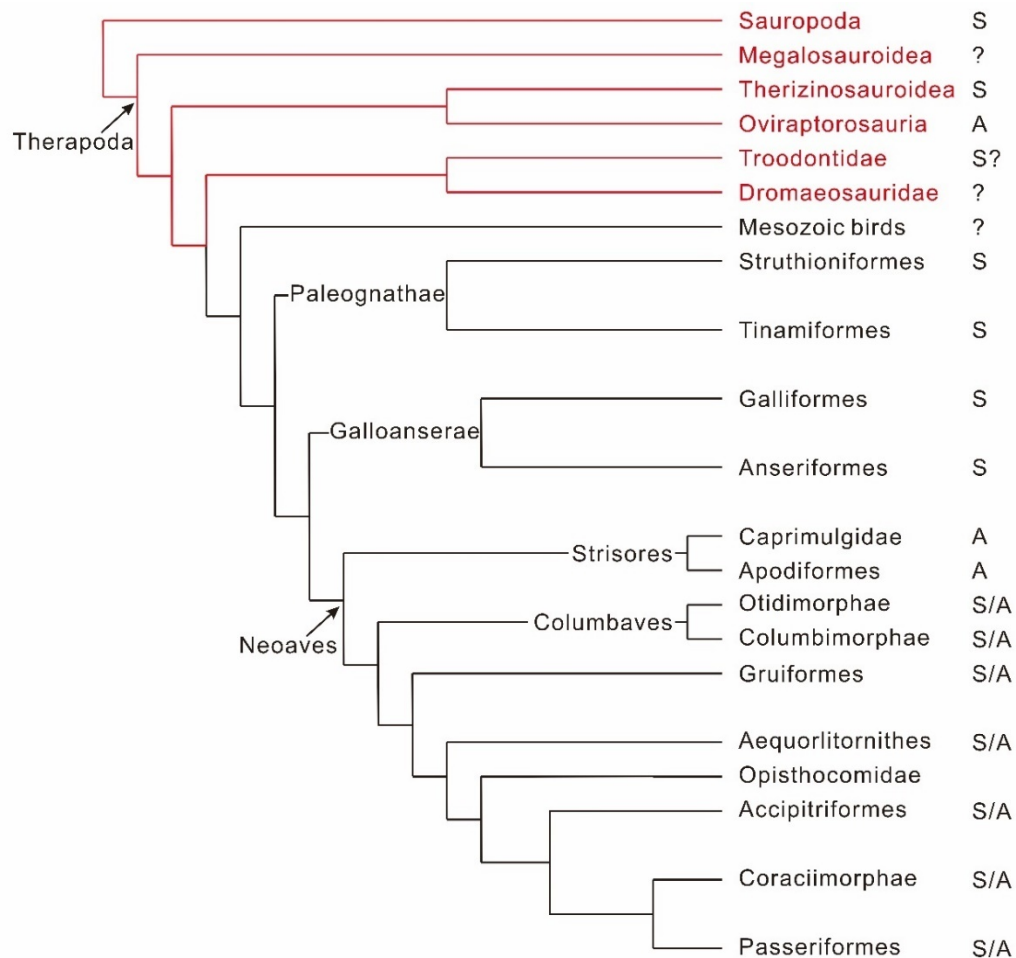 Sauropoda S
Megalosauroidea ?
Therizinosauroidea S
Therapoda
Oviraptorosauria A
Troodontidae S?
Dromaeosauridae ?
Mesozoic birds ?
Struthioniformes S
Paleognathae
Tinamiformes S
Galliformes S
Galloanserae
Anseriformes S
Caprimulgidae A
Strisores
Apodiformes A
Otidimorphae S/A
Columbaves
Columbimorphae S/A
Neoaves
Gruiformes S/A
Aequorlitornithes S/A
Opisthocomidae
Accipitriformes S/A
Coraciimorphae S/A
Passeriformes S/A